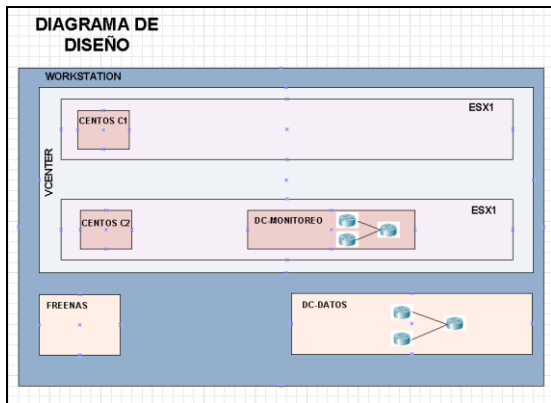 DIAGRAMA DE
DISEÑO
WORKSTATION
ESX1
CENTOS C1
VCENTER
ESX1
CENTOS C2
DC-MONITOREO
FREENAS
DC-DATOS